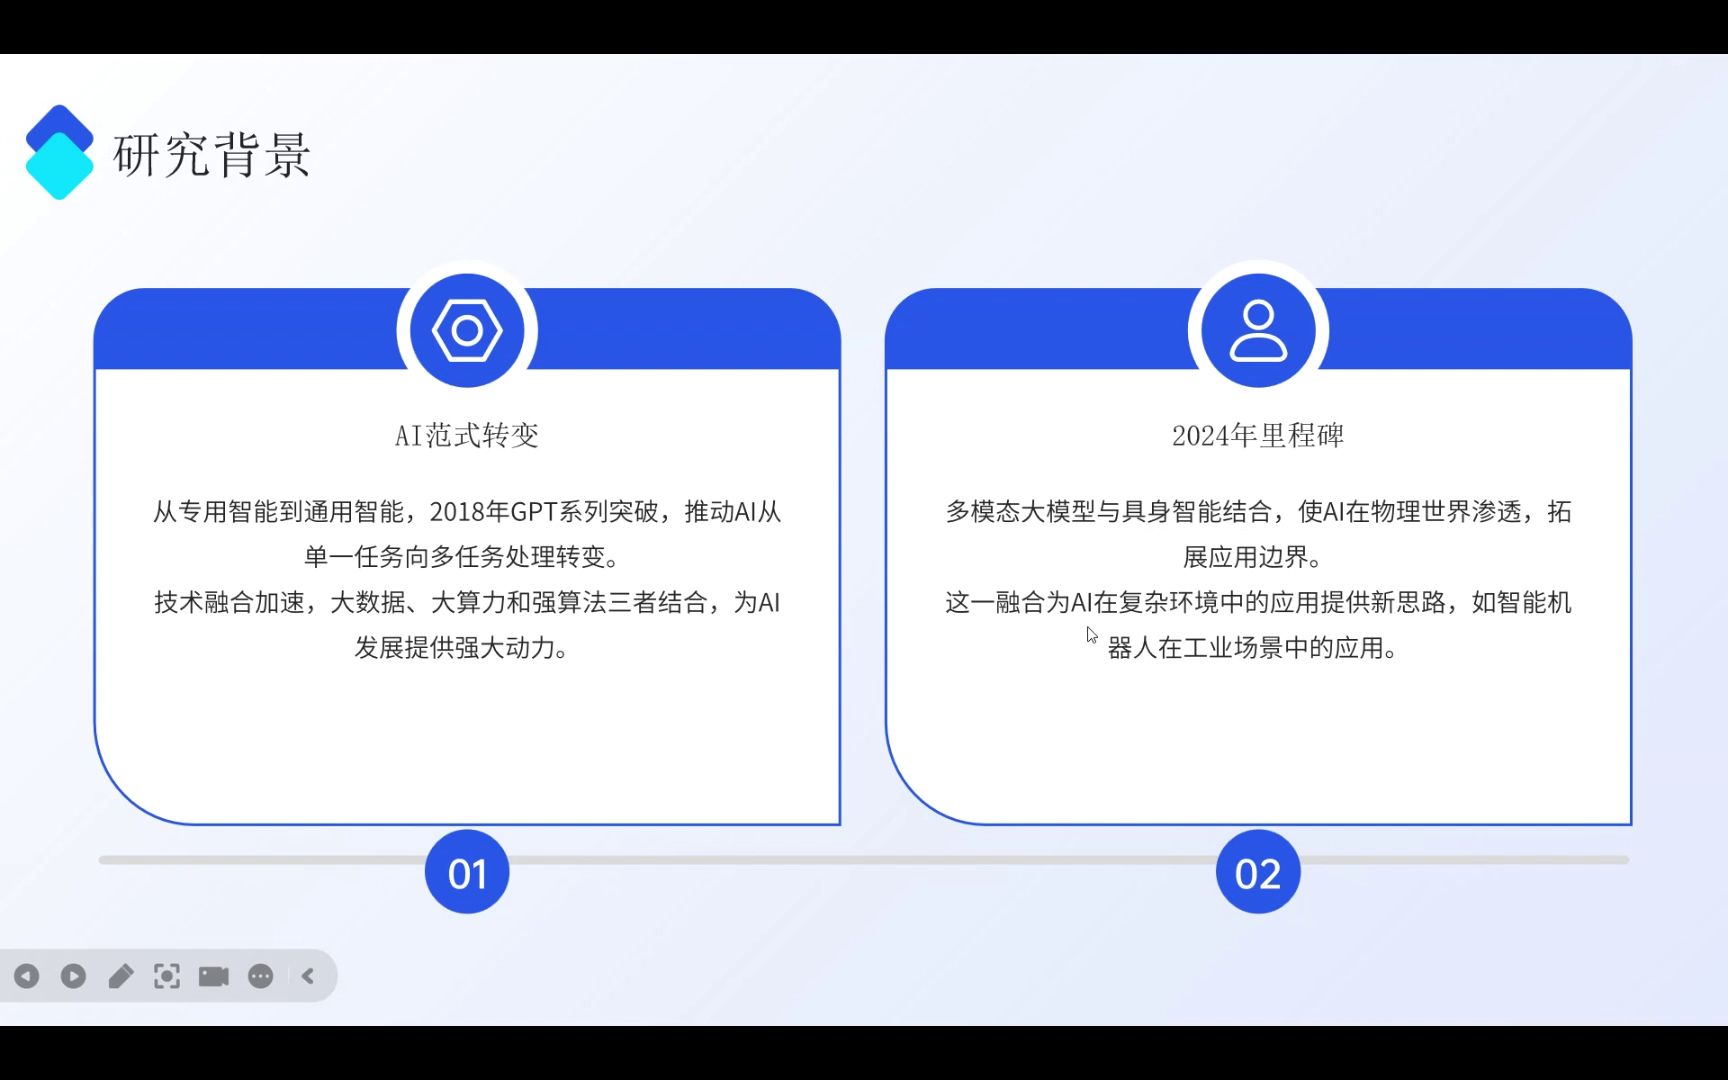 研究背景
AI范式转变
从专用智能到通用智能，2018年GPT系列突破，推动AI从
单一任务向多任务处理转变。
技术融合加速，大数据、大算力和强算法三者结合，为AI
发展提供强大动力。
01
2024年里程碑
多模态大模型与具身智能结合，使AI在物理世界渗透，拓
展应用边界。
这一融合为AI在复杂环境中的应用提供新思路，如智能机
器人在工业场景中的应用。
02